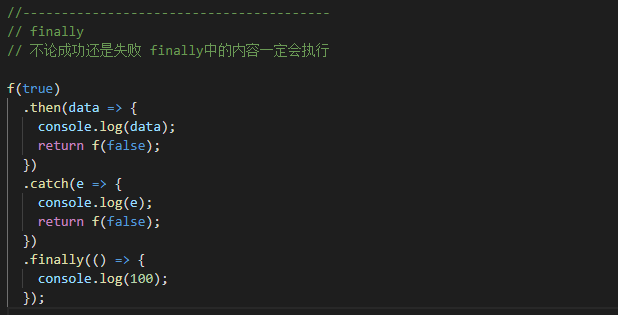 //--------------------------------------
// finally
// 不论成功还是失败 finally中的内容一定会执行
f(true)
.then(data => {
console.log(data);
return f(false);
})
.catch(e => {
console.log(e);
return f(false);
})
.finally(() => {
console.log(100);
});